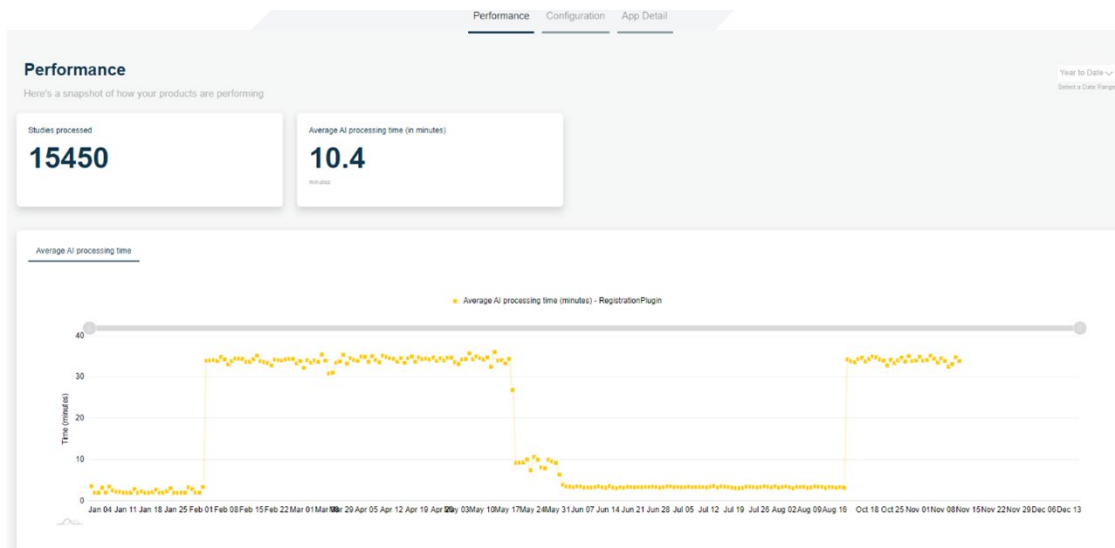 Performance Configuration App Detail
Performance
Year to Date
Here's a snapshot of how your products are performing
Select a Date Range
Studies processed
15450
Average AI processing time (in minutes)
10.4
minutes
Average AI processing time
Average AI processing time (minutes) - RegistrationPlugin
40
30
20
10
0
Time (minutes)
Jan 04 Jan 11 Jan 18 Jan 25 Feb 01 Feb 08 Feb 15 Feb 22 Mar 01 Mar 29 Apr 05 Apr 12 Apr 19 May 03 May 10 May 17 May 24 May 31 Jun 07 Jun 14 Jun 21 Jun 28 Jul 05 Jul 12 Jul 19 Jul 26 Aug 02 Aug 09 Aug 16 Oct 18 Oct 25 Nov 01 Nov 08 Nov 15 Nov 22 Nov 29 Dec 06 Dec 13